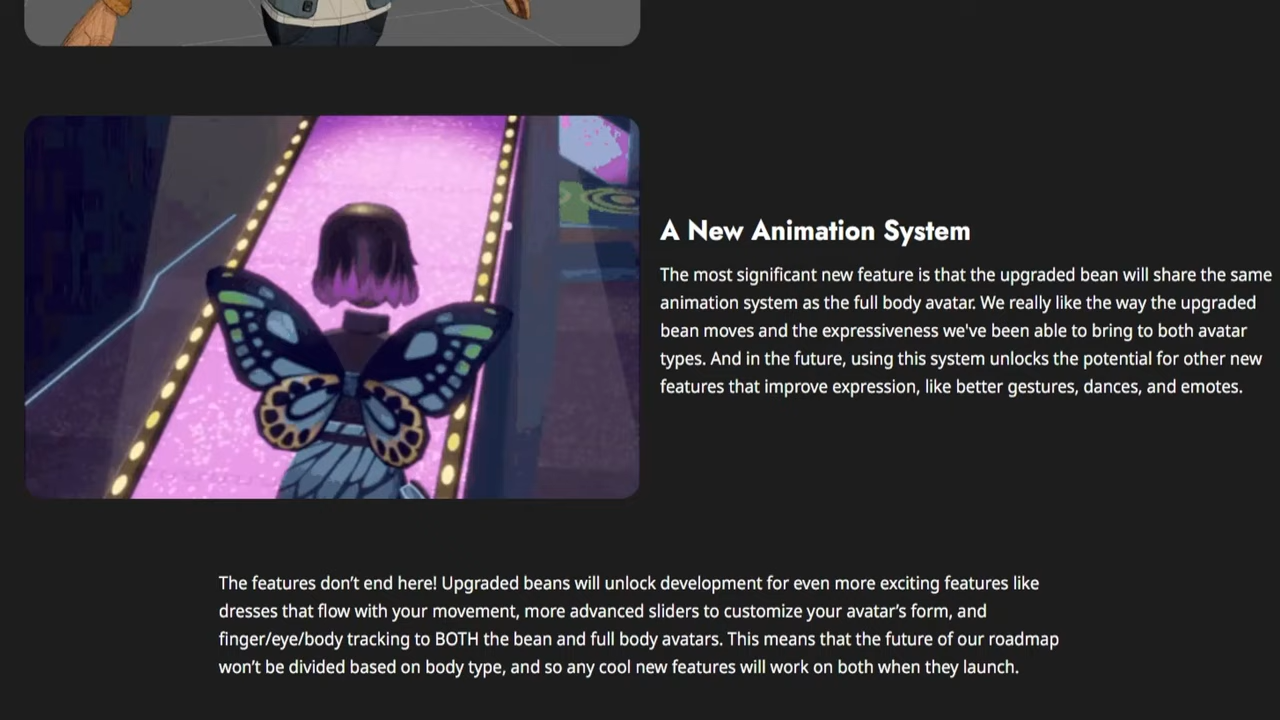 A New Animation System
The most significant new feature is that the upgraded bean will share the same
animation system as the full body avatar. We really like the way the upgraded
bean moves and the expressiveness we've been able to bring to both avatar
types. And in the future, using this system unlocks the potential for other new
features that improve expression, like better gestures, dances, and emotes.
The features don’t end here! Upgraded beans will unlock development for even more exciting features like
dresses that flow with your movement, more advanced sliders to customize your avatar’s form, and
finger/eye/body tracking to BOTH the bean and full body avatars. This means that the future of our roadmap
won’t be divided based on body type, and so any cool new features will work on both when they launch.